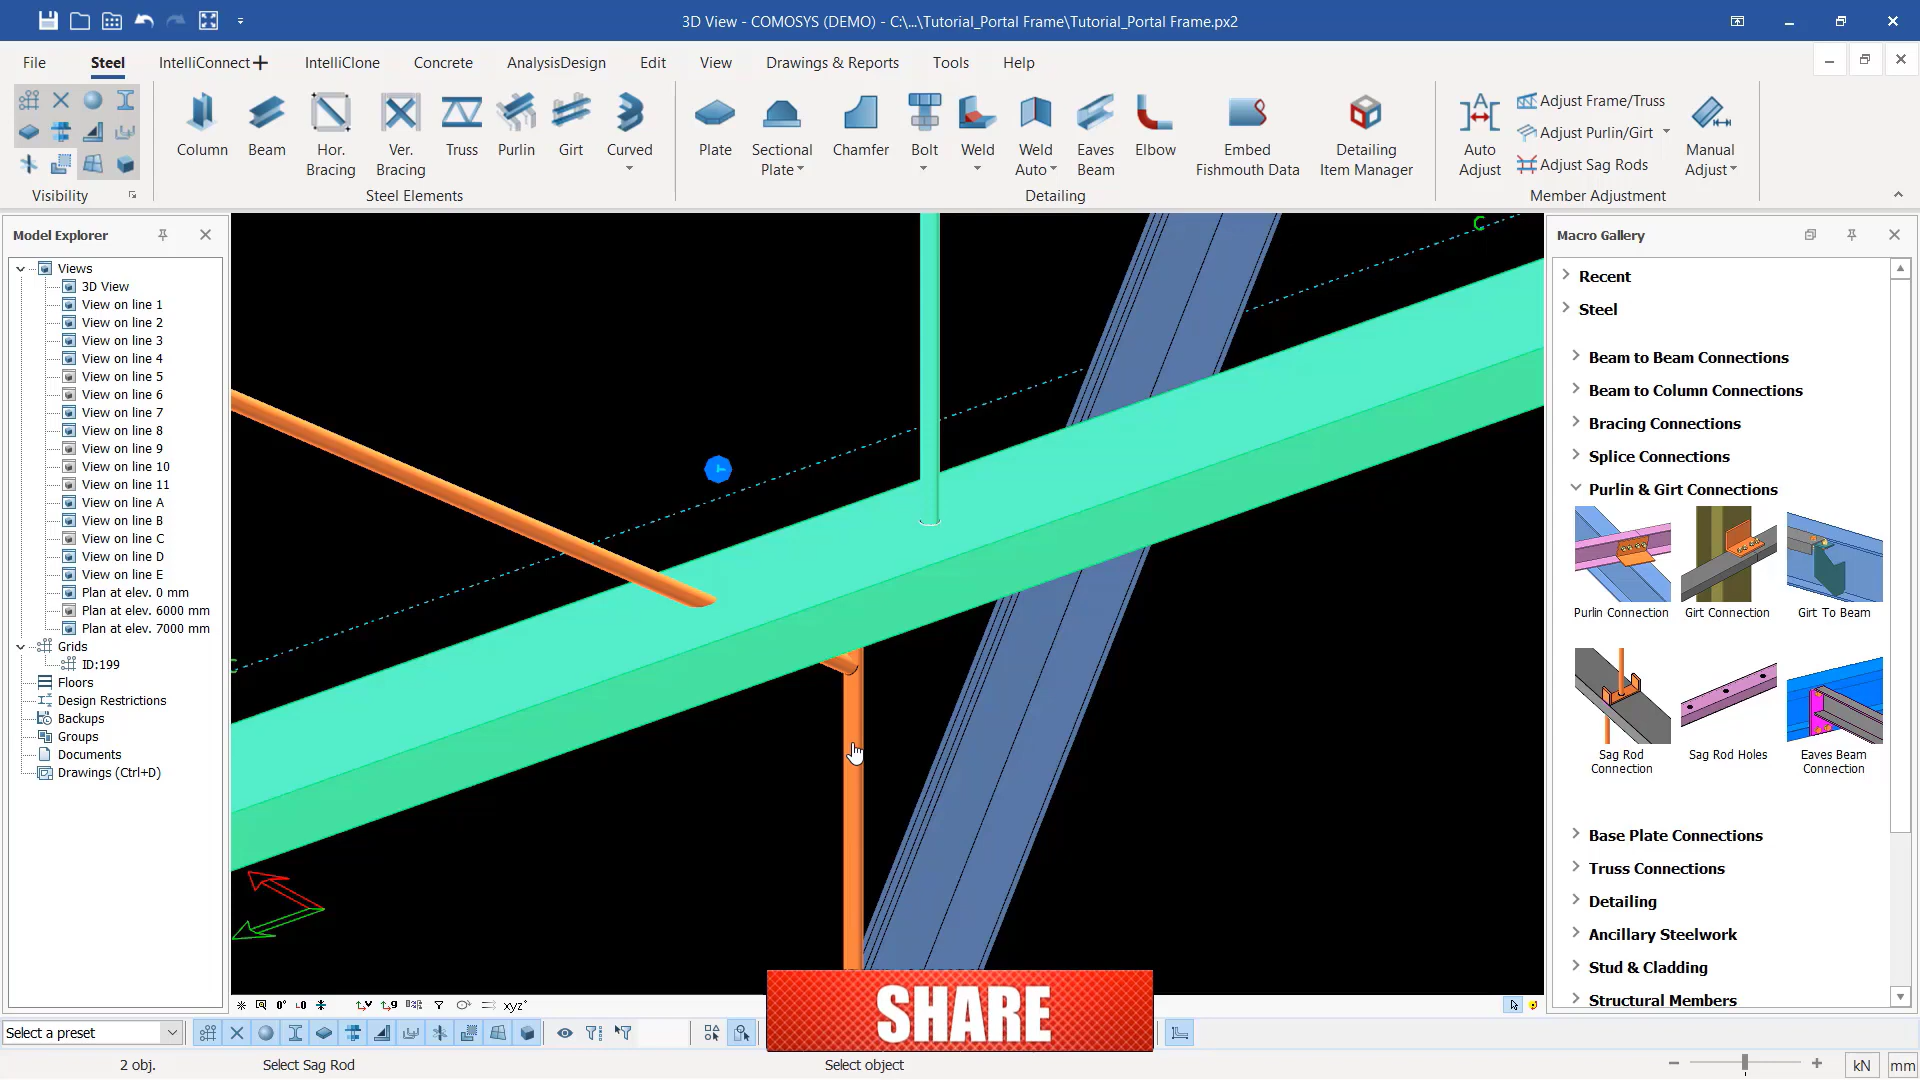 3D View - COMOSYS (DEMO) - C:\...\Tutorial_Portal Frame\Tutorial_Portal Frame.px2
File
Steel
IntelliConnect+
IntelliClone
Concrete
AnalysisDesign
Edit
View
Drawings & Reports
Tools
Help
Column
Beam
Hor. Bracing
Ver. Bracing
Truss
Purlin
Girt
Curved
Plate
Sectional Plate
Chamfer
Bolt
Weld
Weld Auto
Eaves Beam
Elbow
Embed Fishmouth Data
Detailing Item Manager
Auto Adjust
Adjust Frame/Truss
Adjust Purlin/Girt
Adjust Sag Rods
Manual Adjust
Visibility
Steel Elements
Detailing
Member Adjustment
Model Explorer
Views
3D View
View on line 1
View on line 2
View on line 3
View on line 4
View on line 5
View on line 6
View on line 7
View on line 8
View on line 9
View on line 10
View on line 11
View on line A
View on line B
View on line C
View on line D
View on line E
Plan at elev. 0 mm
Plan at elev. 6000 mm
Plan at elev. 7000 mm
Grids
ID:199
Floors
Design Restrictions
Backups
Groups
Documents
Drawings (Ctrl+D)
C
Macro Gallery
Recent
Steel
Beam to Beam Connections
Beam to Column Connections
Bracing Connections
Splice Connections
Purlin & Girt Connections
Purlin Connection
Girt Connection
Girt To Beam
Sag Rod Connection
Sag Rod Holes
Eaves Beam Connection
Base Plate Connections
Truss Connections
Detailing
Ancillary Steelwork
Stud & Cladding
Structural Members
xyz
SHARE
Select a preset
2 obj.
Select Sag Rod
Select object
kN
mm